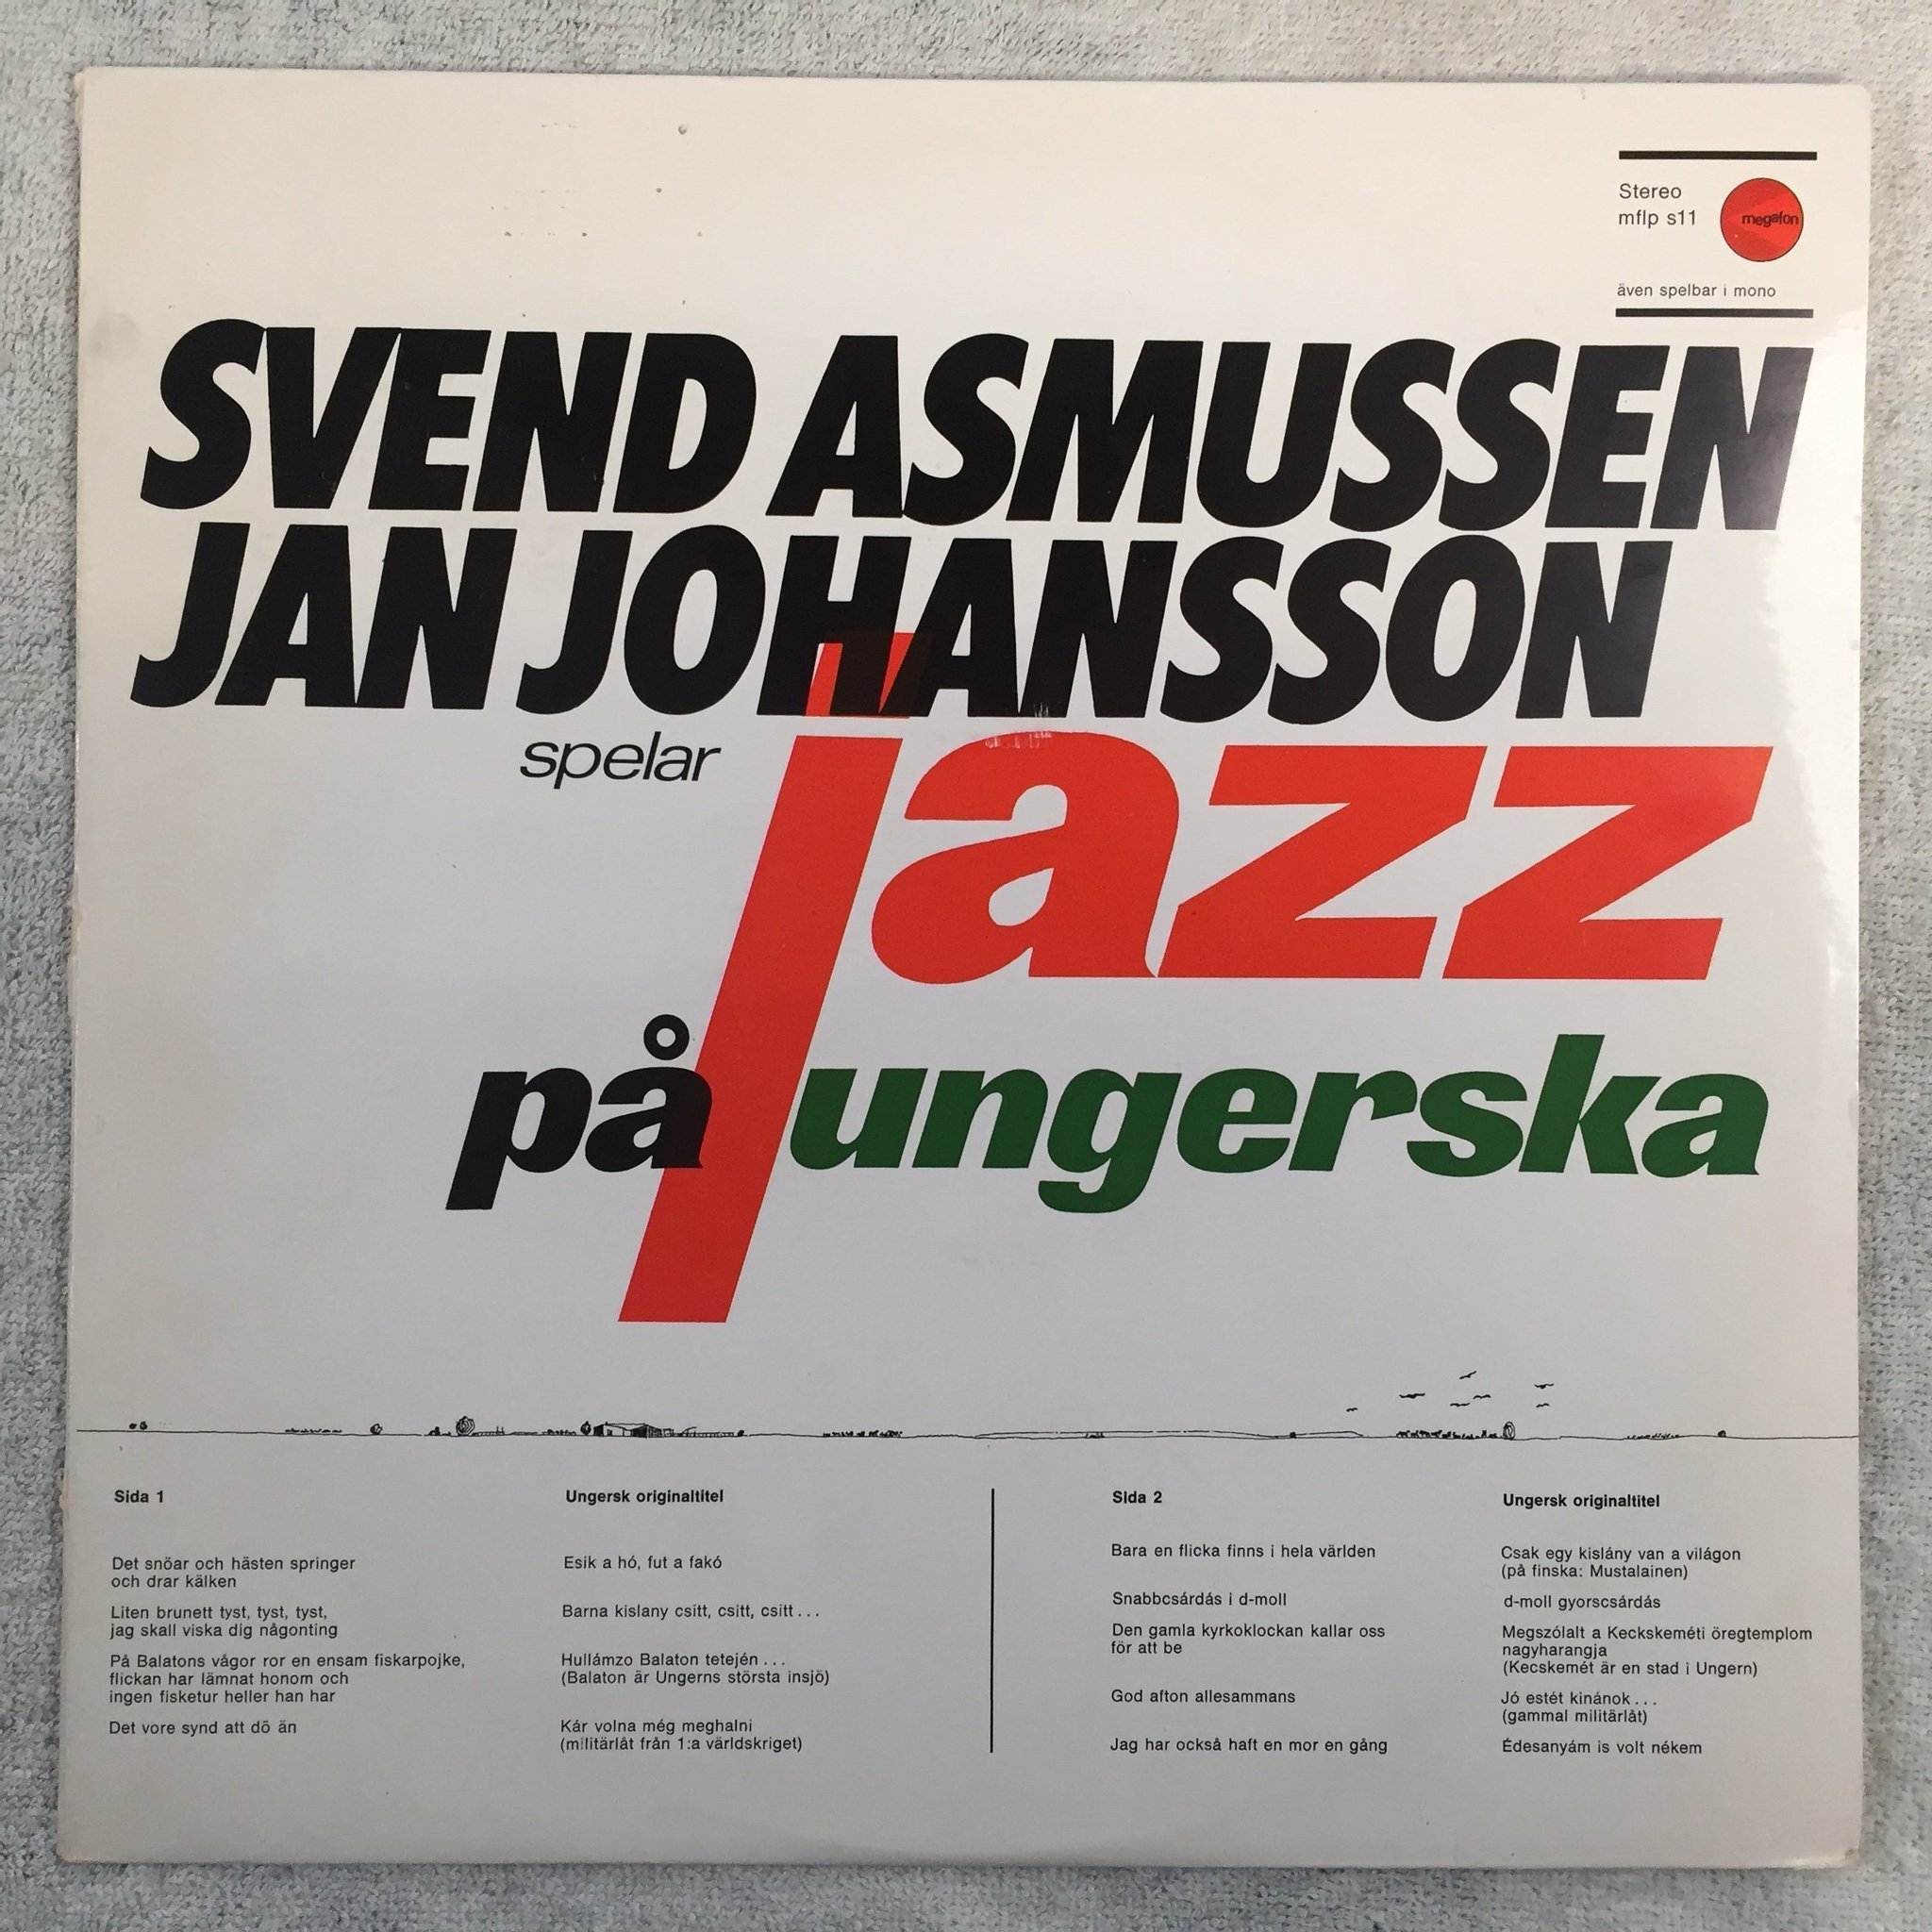 Stereo
mflp s11
megafon
även spelbar i mono
SVEND ASMUSSEN
JAN JOHANSSON
spelar
jazz
på ungerska
Sida 1
Det snöar och hästen springer
och drar kälken
Liten brunett tyst, tyst, tyst,
jag skall viska dig någonting
På Balatons vågor ror en ensam fiskarpojke,
flickan har lämnat honom och
ingen fisketur heller han har
Det vore synd att dö än
Ungersk originaltitel
Esik a hó, fut a fakó
Barna kislany csitt, csitt, csitt...
Hullámzo Balaton tetején...
(Balaton är Ungerns största insjö)
Kár volna még meghalni
(militärlåt från 1:a världskriget)
Sida 2
Bara en flicka finns i hela världen
Snabbcsárdás i d-moll
Den gamla kyrkoklockan kallar oss
för att be
God afton allesammans
Jag har också haft en mor en gång
Ungersk originaltitel
Csak egy kislány van a világon
(på finska: Mustalainen)
d-moll gyorscsárdás
Megszólalt a Keckskeméti öregtemplom
nagyharangja
(Kecskemét är en stad i Ungern)
Jó estét kinánok...
(gammal militärlåt)
Édesanyám is volt nékem